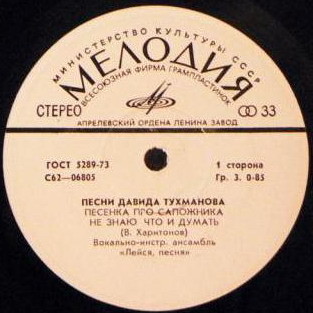 МИНИСТЕРСТВО КУЛЬТУРЫ СССР
МЕЛОДИЯ
ВСЕСОЮЗНАЯ ФИРМА ГРАМПЛАСТИНОК
СТЕРЕО 33
АПРЕЛЕВСКИЙ ОРДЕНА ЛЕНИНА ЗАВОД
ГОСТ 5289-73 1 сторона
С62—06805 Гр. 3. 0-85
ПЕСНИ ДАВИДА ТУХМАНОВА
ПЕСЕНКА ПРО САПОЖНИКА
НЕ ЗНАЮ ЧТО И ДУМАТЬ
(В. Харитонов)
Вокально-инстр. ансамбль
«Лейся, песня»